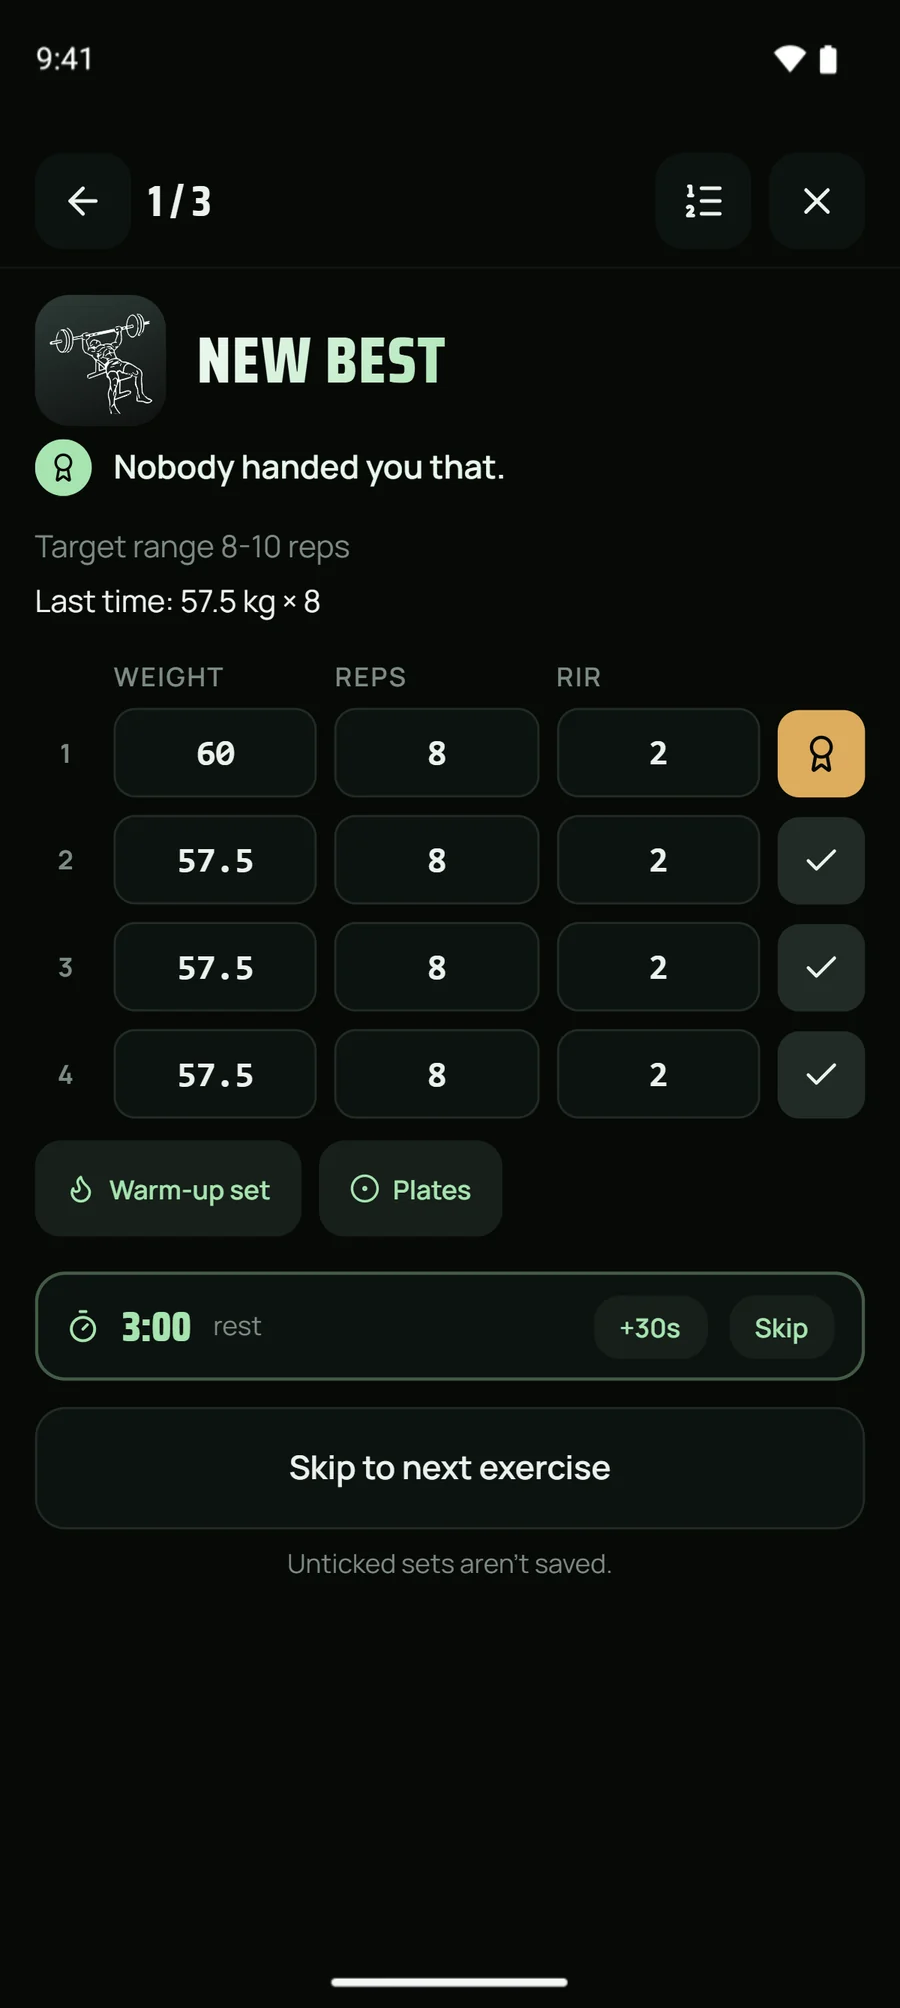 9:41
1/3
NEW BEST
Nobody handed you that.
Target range 8-10 reps
Last time: 57.5 kg × 8
WEIGHT REPS RIR
1 60 8 2
2 57.5 8 2
3 57.5 8 2
4 57.5 8 2
Warm-up set Plates
3:00 rest +30s Skip
Skip to next exercise
Unticked sets aren't saved.